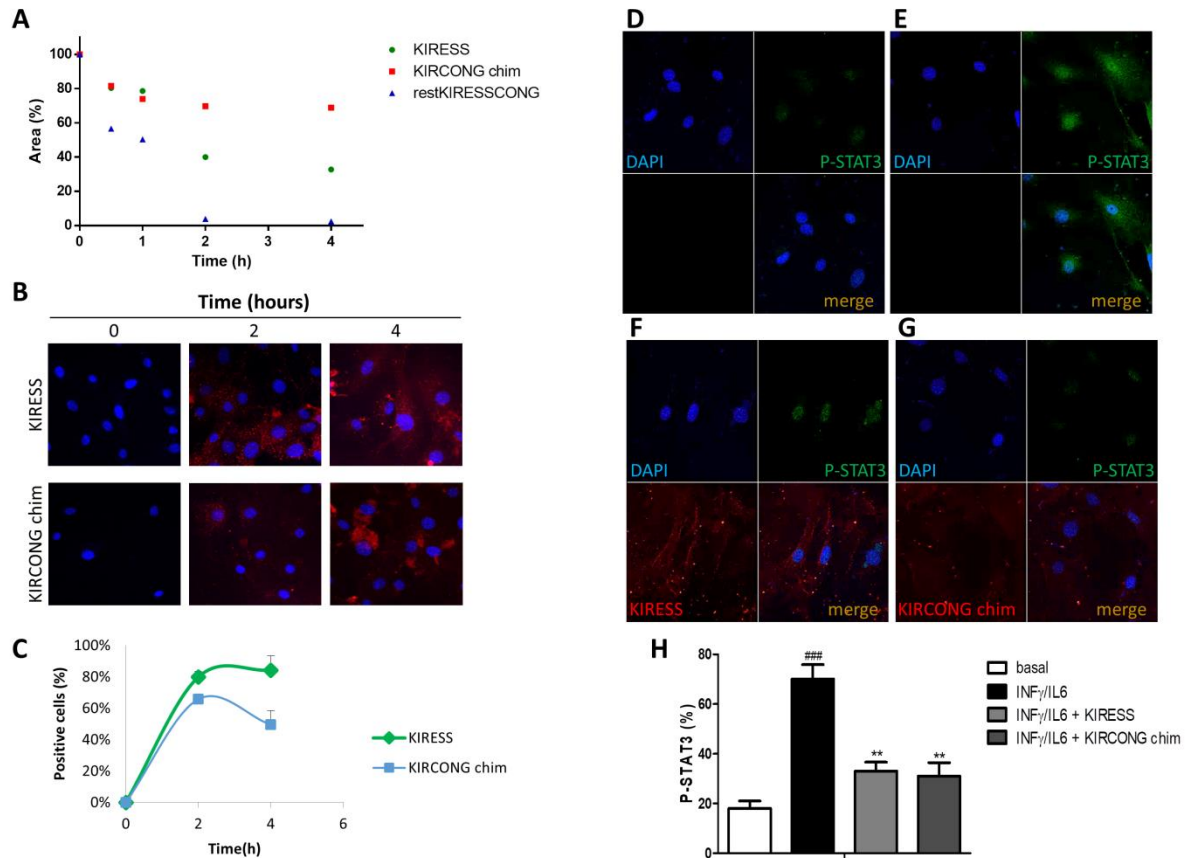 A
100
80
60
40
20
0
Area (%)
0 1 2 3 4
Time (h)
KIRESS
KIRCONG chim
restKIRESSCONG
B
Time (hours)
0 2 4
KIRESS
KIRCONG chim
C
100%
80%
60%
40%
20%
0%
Positive cells (%)
0 2 4 6
Time(h)
KIRESS
KIRCONG chim
D
DAPI P-STAT3
merge
E
DAPI P-STAT3
merge
F
DAPI P-STAT3
KIRESS merge
G
DAPI P-STAT3
KIRCONG chim merge
H
80
60
40
20
0
P-STAT3 (%)
###
** **
basal
INFγ/IL6
INFγ/IL6 + KIRESS
INFγ/IL6 + KIRCONG chim